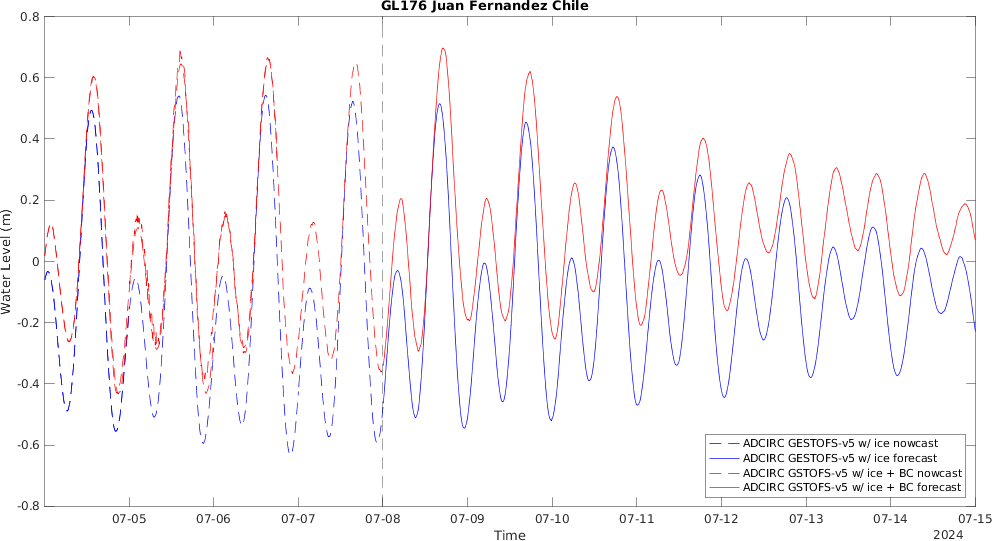 GL176 Juan Fernandez Chile
Water Level (m)
0.8
0.6
0.4
0.2
0
-0.2
-0.4
-0.6
-0.8
ADCIRC GESTOFS-v5 w/ ice nowcast
ADCIRC GESTOFS-v5 w/ ice forecast
ADCIRC GSTOFS-v5 w/ ice + BC nowcast
ADCIRC GSTOFS-v5 w/ ice + BC forecast
07-05 07-06 07-07 07-08 07-09 07-10 07-11 07-12 07-13 07-14 07-15
Time
2024